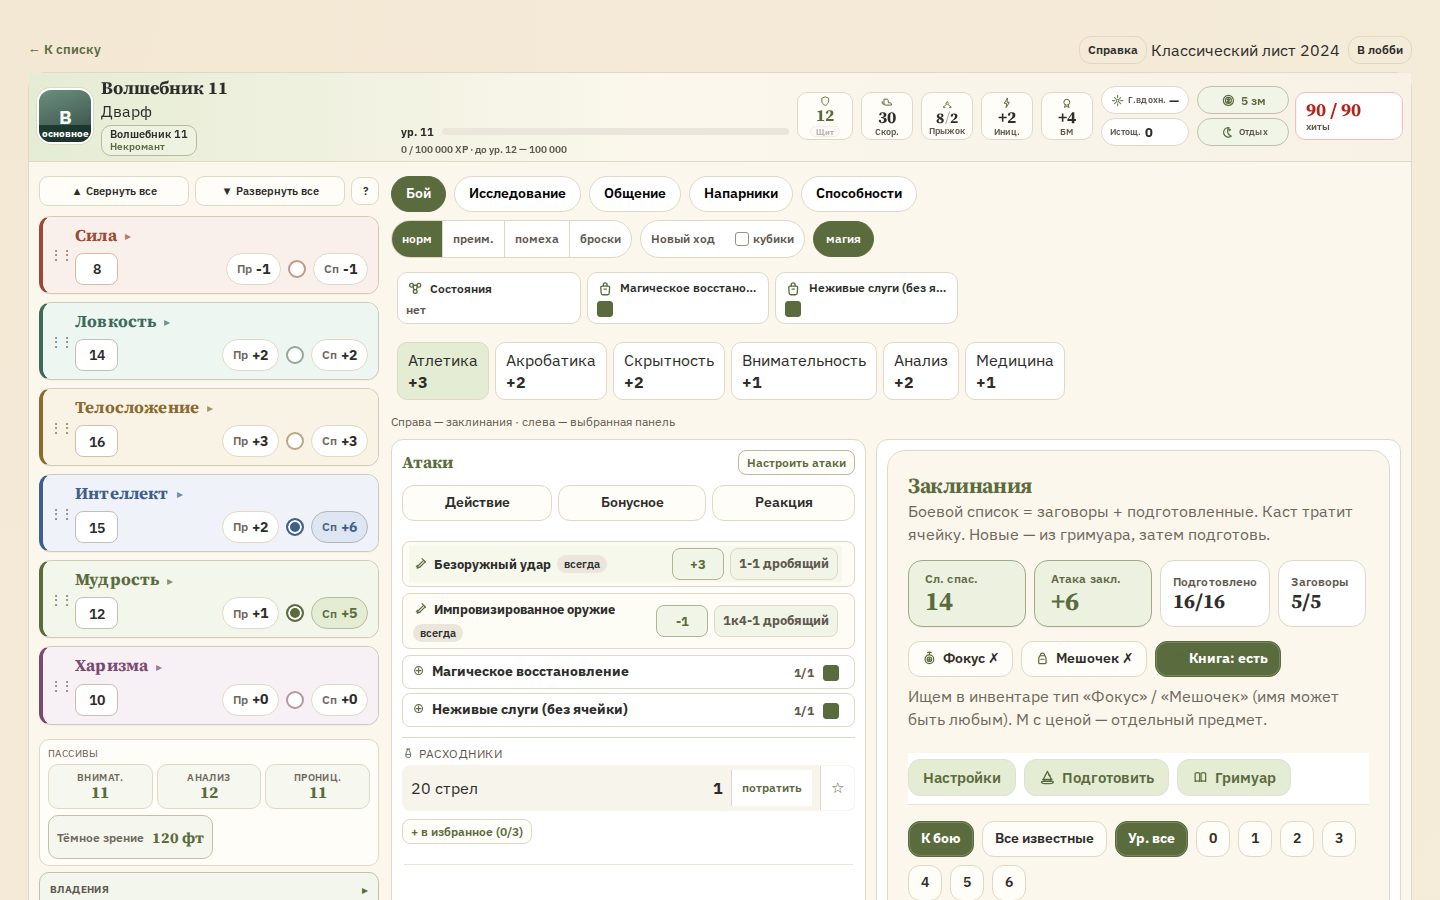 ← К списку
Справка
Классический лист 2024
В лобби
В
основное
Волшебник 11
Дварф
Волшебник 11
Некромант
ур. 11
0 / 100 000 XP · до ур. 12 — 100 000
12
Щит
30
Скор.
8/2
Прыжок
+2
Иниц.
+4
БМ
Г.вдохн. —
Истощ. 0
5 зм
Отдых
90 / 90
хиты
▲ Свернуть все
▼ Развернуть все
?
Сила ▸
8
Пр -1
Сп -1
Ловкость ▸
14
Пр +2
Сп +2
Телосложение ▸
16
Пр +3
Сп +3
Интеллект ▸
15
Пр +2
Сп +6
Мудрость ▸
12
Пр +1
Сп +5
Харизма ▸
10
Пр +0
Сп +0
ПАССИВЫ
ВНИМАТ.
11
АНАЛИЗ
12
ПРОНИЦ.
11
Тёмное зрение 120 фт
ВЛАДЕНИЯ ▸
Бой
Исследование
Общение
Напарники
Способности
норм
преим.
помеха
броски
Новый ход
кубики
магия
Состояния
нет
Магическое восстано...
Неживые слуги (без я...
Атлетика
+3
Акробатика
+2
Скрытность
+2
Внимательность
+1
Анализ
+2
Медицина
+1
Справа — заклинания · слева — выбранная панель
Атаки
Настроить атаки
Действие
Бонусное
Реакция
Безоружный удар всегда
+3
1-1 дробящий
Импровизированное оружие
всегда
-1
1к4-1 дробящий
Магическое восстановление
1/1
Неживые слуги (без ячейки)
1/1
РАСХОДНИКИ
20 стрел
1
потратить
☆
+ в избранное (0/3)
Заклинания
Боевой список = заговоры + подготовленные. Каст тратит
ячейку. Новые — из гримуара, затем подготовь.
Сл. спас.
14
Атака закл.
+6
Подготовлено
16/16
Заговоры
5/5
Фокус ✗
Мешочек ✗
Книга: есть
Ищем в инвентаре тип «Фокус» / «Мешочек» (имя может
быть любым). М с ценой — отдельный предмет.
Настройки
Подготовить
Гримуар
К бою
Все известные
Ур. все
0
1
2
3
4
5
6